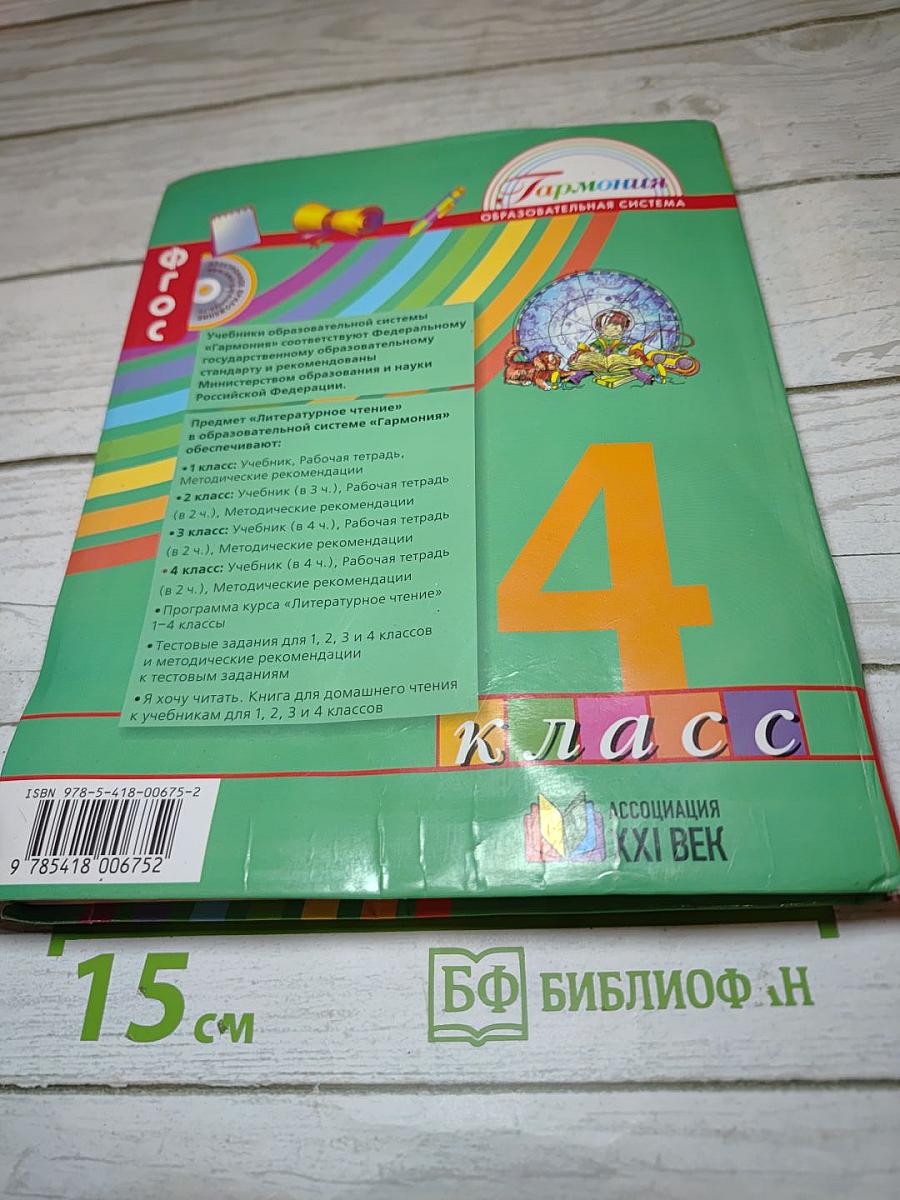 Гармония
ОБРАЗОВАТЕЛЬНАЯ СИСТЕМА
ФГОС
Учебники образовательной системы
«Гармония» соответствуют Федеральному
государственному образовательному
стандарту и рекомендованы
Министерством образования и науки
Российской Федерации.
Предмет «Литературное чтение»
в образовательной системе «Гармония»
обеспечивают:
• 1 класс: Учебник, Рабочая тетрадь,
Методические рекомендации
• 2 класс: Учебник (в 3 ч.), Рабочая тетрадь
(в 2 ч.), Методические рекомендации
• 3 класс: Учебник (в 4 ч.), Рабочая тетрадь
(в 2 ч.), Методические рекомендации
• 4 класс: Учебник (в 4 ч.), Рабочая тетрадь
(в 2 ч.), Методические рекомендации
• Программа курса «Литературное чтение»
1–4 классы
• Тестовые задания для 1, 2, 3 и 4 классов
и методические рекомендации
к тестовым заданиям
• Я хочу читать. Книга для домашнего чтения
к учебникам для 1, 2, 3 и 4 классов
4
класс
ISBN 978-5-418-00675-2
9 785418 006752
АССОЦИАЦИЯ
XXI ВЕК
15 см
БФ БИБЛИОФАН